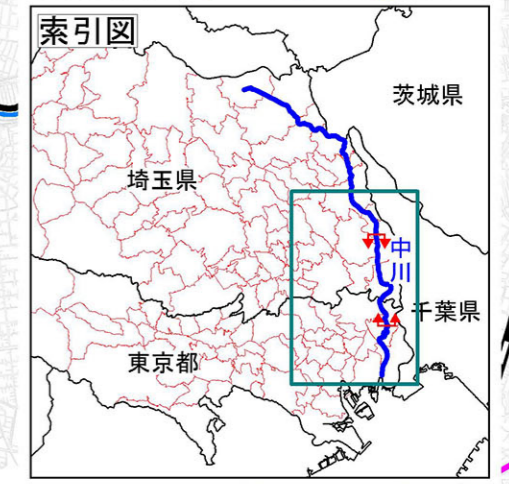 索引図
茨城県
埼玉県
中川
千葉県
東京都